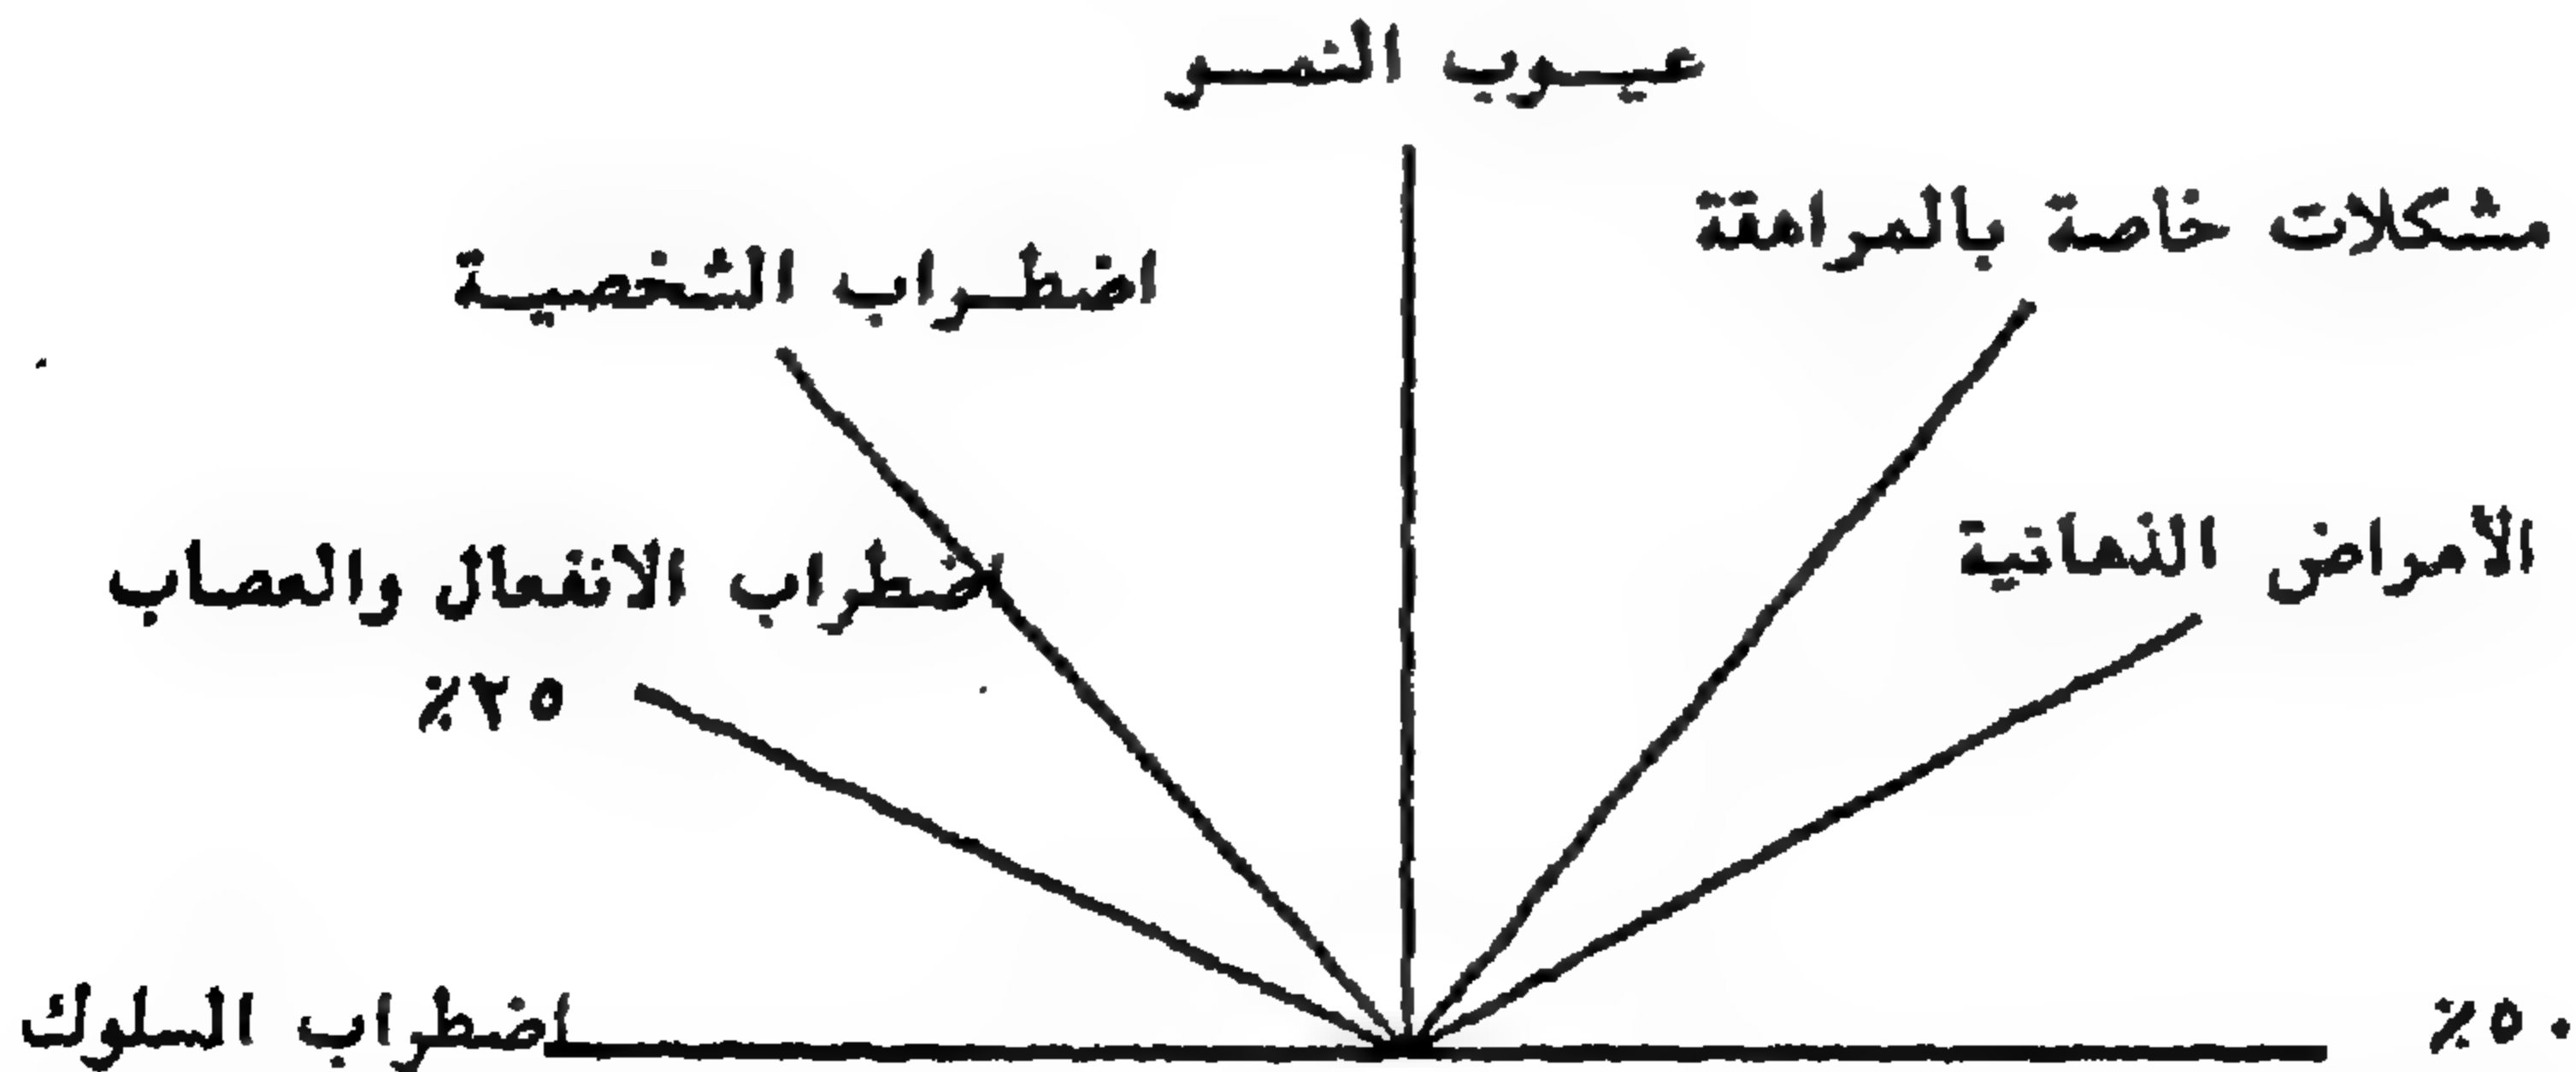 عيوب النمو
مشكلات خاصة بالمراهقة
اضطراب الشخصية
الأمراض الذهانية
اضطراب الانفعال والعصاب
٢٥٪
٥٠٪
اضطراب السلوك